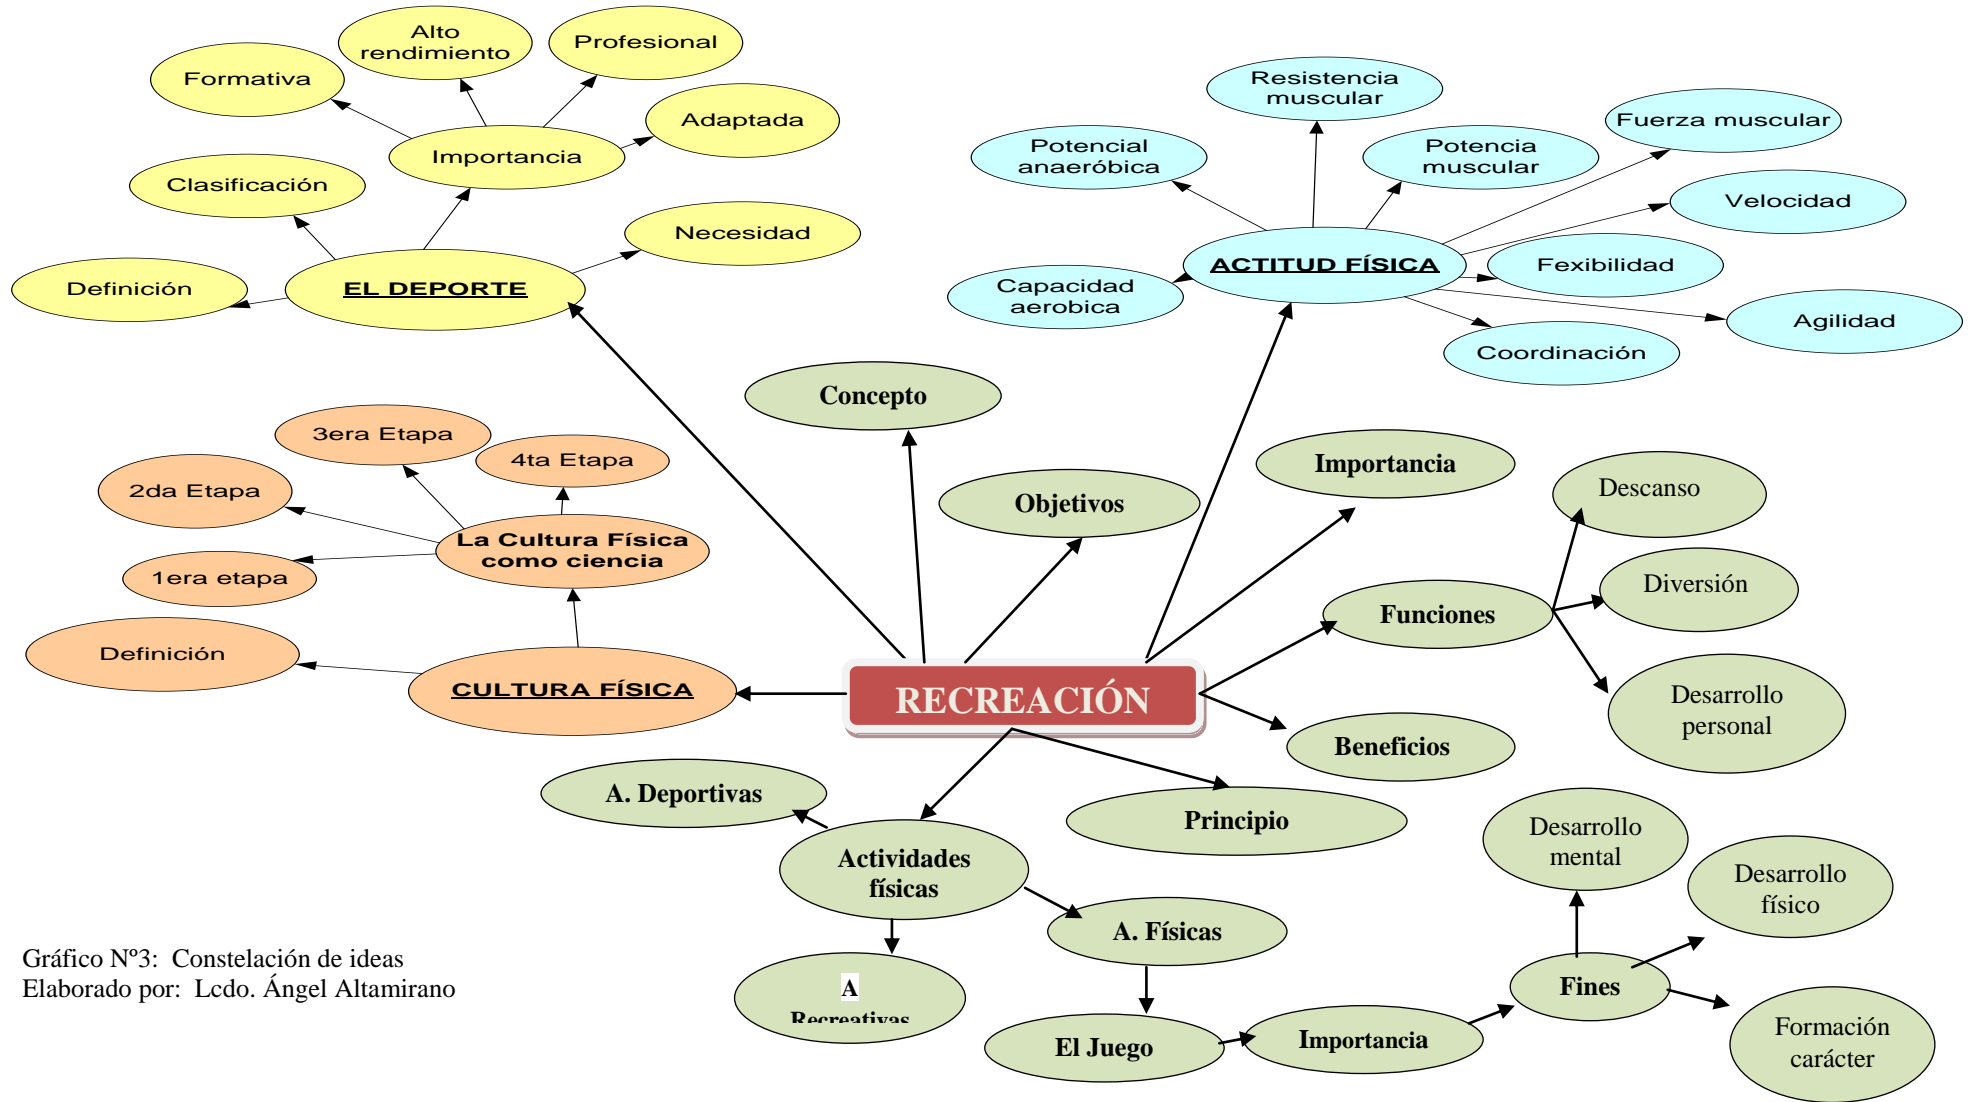 Alto
rendimiento
Profesional
Formativa
Adaptada
Importancia
Clasificación
Necesidad
Definición
EL DEPORTE
Resistencia
muscular
Fuerza muscular
Potencial
anaeróbica
Potencia
muscular
Velocidad
ACTITUD FÍSICA
Fexibilidad
Capacidad
aerobica
Agilidad
Coordinación
Concepto
Objetivos
Importancia
3era Etapa
4ta Etapa
2da Etapa
La Cultura Física
como ciencia
1era etapa
Definición
CULTURA FÍSICA
RECREACIÓN
Descanso
Diversión
Funciones
Desarrollo
personal
Beneficios
Principio
A. Deportivas
Actividades
físicas
A. Físicas
A
Recreativas
El Juego
Importancia
Fines
Desarrollo
mental
Desarrollo
físico
Formación
carácter
Gráfico Nº3:  Constelación de ideas
Elaborado por:  Lcdo. Ángel Altamirano